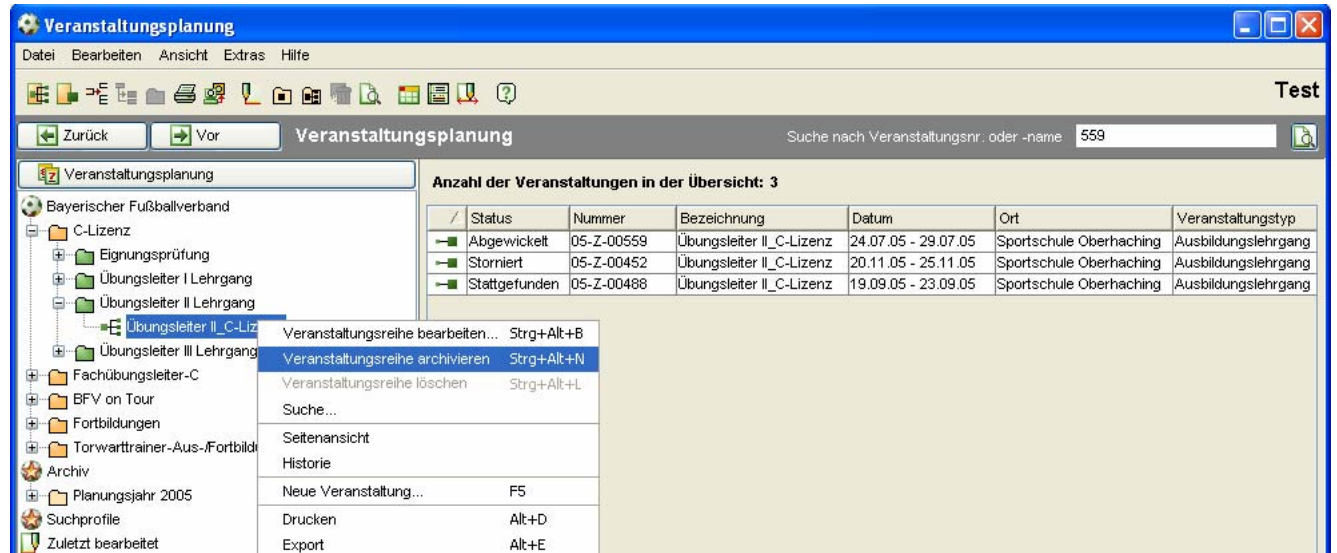 Veranstaltungsplanung
Datei Bearbeiten Ansicht Extras Hilfe
Test
Zurück Vor Veranstaltungsplanung Suche nach Veranstaltungsnr. oder -name 559
Veranstaltungsplanung
Bayerischer Fußballverband
C-Lizenz
Eignungsprüfung
Übungsleiter I Lehrgang
Übungsleiter II Lehrgang
Übungsleiter II_C-Liz
Übungsleiter III Lehrgang
Fachübungsleiter-C
BFV on Tour
Fortbildungen
Torwarttrainer-Aus-/Fortbild
Archiv
Planungsjahr 2005
Suchprofile
Zuletzt bearbeitet
Veranstaltungsreihe bearbeiten... Strg+Alt+B
Veranstaltungsreihe archivieren Strg+Alt+N
Veranstaltungsreihe löschen Strg+Alt+L
Suche...
Seitenansicht
Historie
Neue Veranstaltung... F5
Drucken Alt+D
Export Alt+E
Anzahl der Veranstaltungen in der Übersicht: 3
/ Status Nummer Bezeichnung Datum Ort Veranstaltungstyp
Abgewickelt 05-Z-00559 Übungsleiter II_C-Lizenz 24.07.05 - 29.07.05 Sportschule Oberhaching Ausbildungslehrgang
Storniert 05-Z-00452 Übungsleiter II_C-Lizenz 20.11.05 - 25.11.05 Sportschule Oberhaching Ausbildungslehrgang
Stattgefunden 05-Z-00488 Übungsleiter II_C-Lizenz 19.09.05 - 23.09.05 Sportschule Oberhaching Ausbildungslehrgang